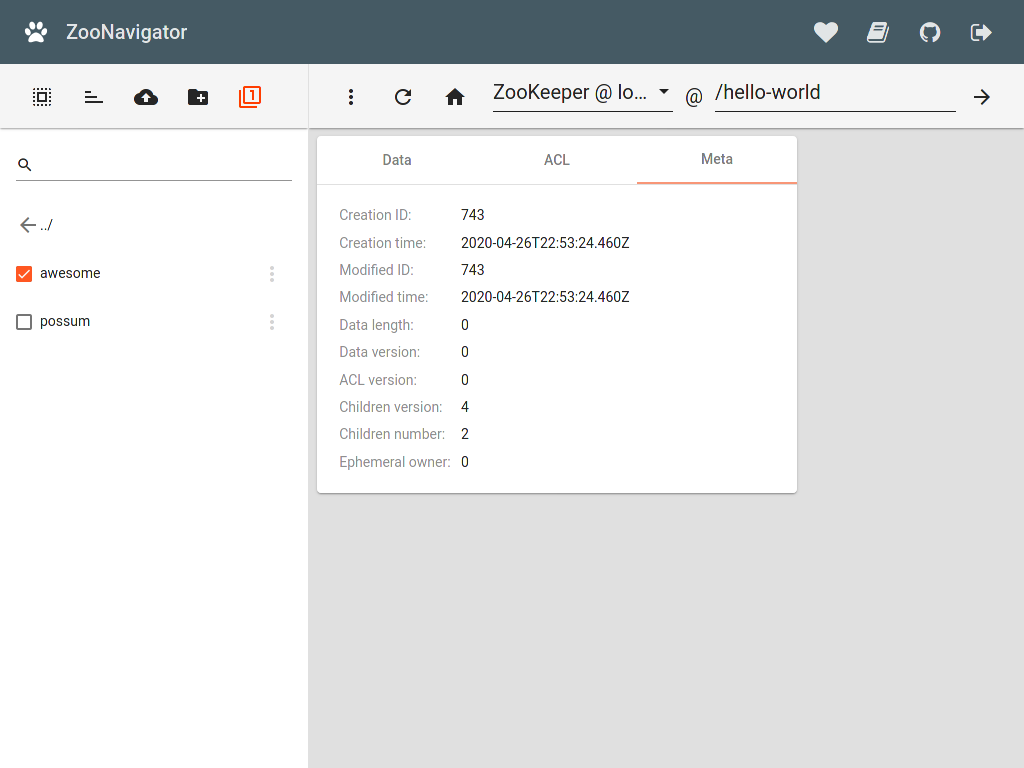 ZooNavigator
1
ZooKeeper @ lo... @ /hello-world
../
awesome
possum
Data ACL Meta
Creation ID: 743
Creation time: 2020-04-26T22:53:24.460Z
Modified ID: 743
Modified time: 2020-04-26T22:53:24.460Z
Data length: 0
Data version: 0
ACL version: 0
Children version: 4
Children number: 2
Ephemeral owner: 0